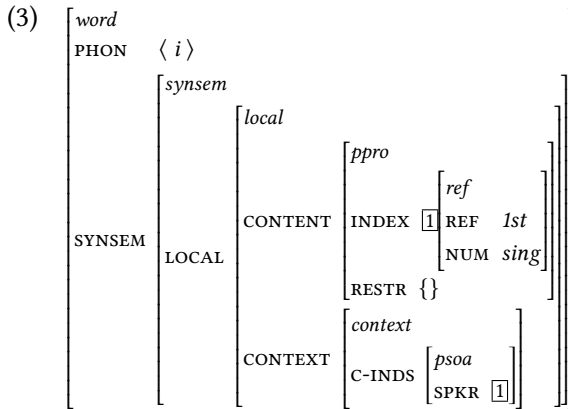 (3)
word
PHON ⟨ i ⟩
synsem
local
ppro
ref
INDEX 1 REF 1st
CONTENT
NUM sing
SYNSEM LOCAL
RESTR {}
context
CONTEXT C-INDS psoa
SPKR 1